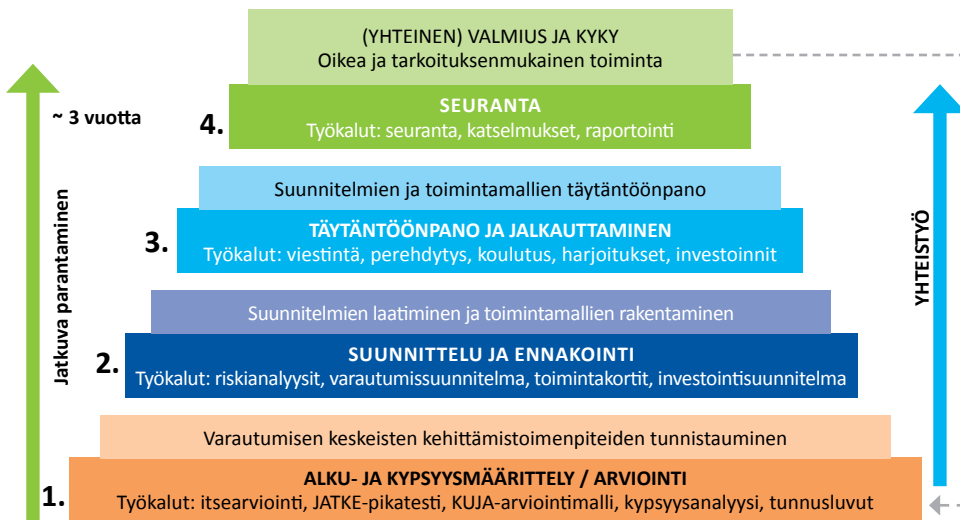 (YHTEINEN) VALMIUS JA KYKY
Oikea ja tarkoituksenmukainen toiminta
~ 3 vuotta
4.
SEURANTA
Työkalut: seuranta, katselmukset, raportointi
Suunnitelmien ja toimintamallien täytäntöönpano
3.
TÄYTÄNTÖÖNPANO JA JALKAUTTAMINEN
Työkalut: viestintä, perehdytys, koulutus, harjoitukset, investoinnit
Suunnitelmien laatiminen ja toimintamallien rakentaminen
2.
SUUNNITTELU JA ENNAKOINTI
Työkalut: riskianalyysit, varautumissuunnitelma, toimintakortit, investointisuunnitelma
Varautumisen keskeisten kehittämistoimenpiteiden tunnistauminen
1.
ALKU- JA KYPSYYSMÄÄRITTELY / ARVIOINTI
Työkalut: itsearviointi, JATKE-pikatesti, KUJA-arviointimalli, kypsyysanalyysi, tunnusluvut
Jatkuva parantaminen
YHTEISTYÖ